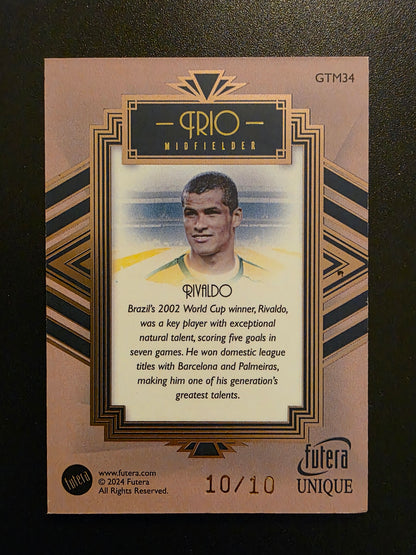 GTM34
TRIO
MIDFIELDER
RIVALDO
Brazil's 2002 World Cup winner, Rivaldo,
was a key player with exceptional
natural talent, scoring five goals in
seven games. He won domestic league
titles with Barcelona and Palmeiras,
making him one of his generation's
greatest talents.
futera
www.futera.com
© 2024 Futera
All Rights Reserved.
10/10
futera
UNIQUE